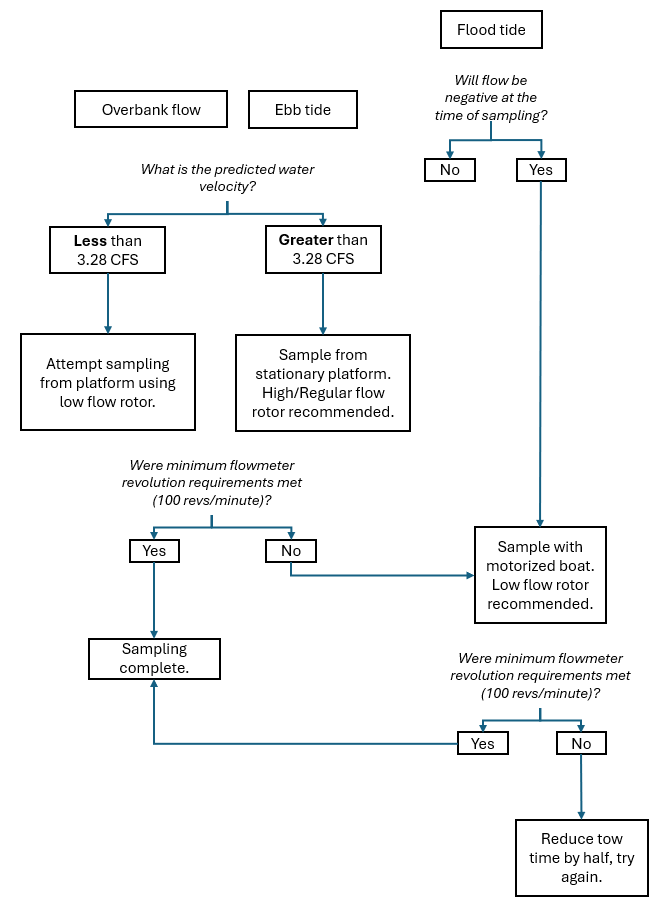 Flood tide
Will flow be
negative at the
time of sampling?
Overbank flow
Ebb tide
No
Yes
What is the predicted water
velocity?
Less than
3.28 CFS
Greater than
3.28 CFS
Attempt sampling
from platform using
low flow rotor.
Sample from
stationary platform.
High/Regular flow
rotor recommended.
Were minimum flowmeter
revolution requirements met
(100 revs/minute)?
Yes
No
Sample with
motorized boat.
Low flow rotor
recommended.
Sampling
complete.
Were minimum flowmeter
revolution requirements met
(100 revs/minute)?
Yes
No
Reduce tow
time by half, try
again.